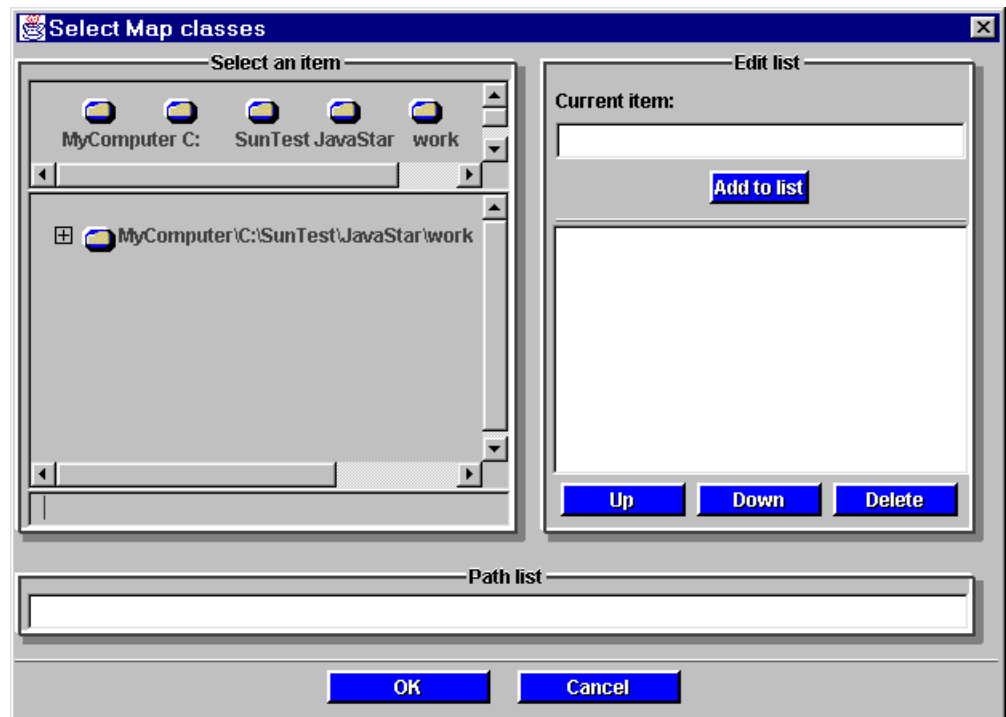 Select Map classes
Select an item
MyComputer C: SunTest JavaStar work
MyComputer\C:\SunTest\JavaStar\work
Edit list
Current item:
Add to list
Up Down Delete
Path list
OK Cancel